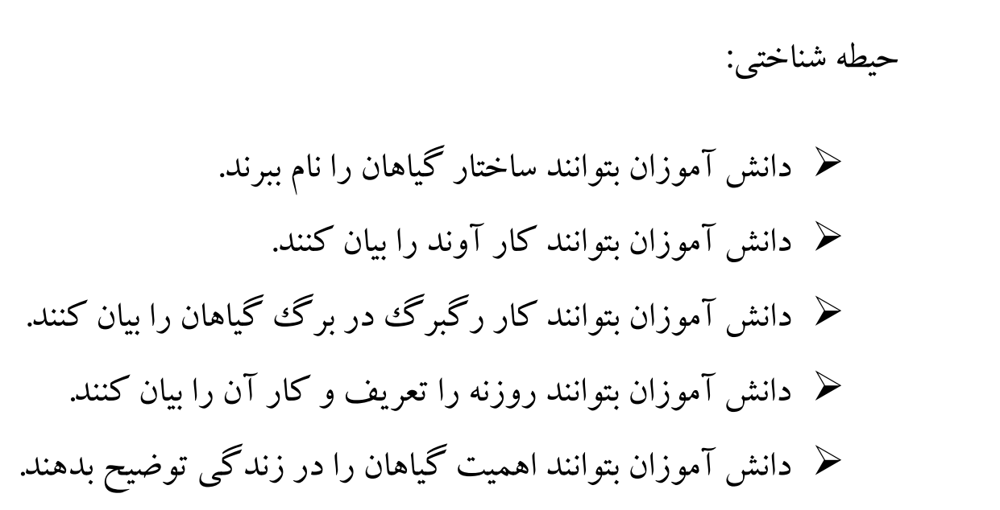 حیطه شناختی:
➢ دانش آموزان بتوانند ساختار گیاهان را نام ببرند.
➢ دانش آموزان بتوانند کار آوند را بیان کنند.
➢ دانش آموزان بتوانند کار رگبرگ در برگ گیاهان را بیان کنند.
➢ دانش آموزان بتوانند روزنه را تعریف و کار آن را بیان کنند.
➢ دانش آموزان بتوانند اهمیت گیاهان را در زندگی توضیح بدهند.